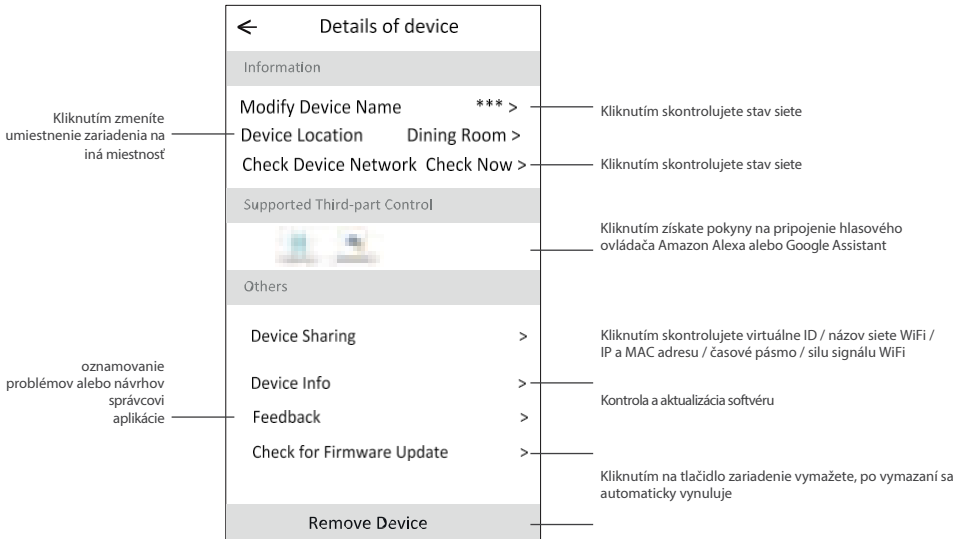 ← Details of device
Information
Modify Device Name *** >
Device Location Dining Room >
Check Device Network Check Now >
Supported Third-part Control
Others
Device Sharing >
Device Info >
Feedback >
Check for Firmware Update >
Remove Device
Kliknutím zmeníte
umiestnenie zariadenia na
iná miestnosť
oznamovanie
problémov alebo návrhov
správcovi
aplikácie
Kliknutím skontrolujete stav siete
Kliknutím skontrolujete stav siete
Kliknutím získate pokyny na pripojenie hlasového
ovládača Amazon Alexa alebo Google Assistant
Kliknutím skontrolujete virtuálne ID / názov siete WiFi /
IP a MAC adresu / časové pásmo / silu signálu WiFi
Kontrola a aktualizácia softvéru
Kliknutím na tlačidlo zariadenie vymažete, po vymazaní sa
automaticky vynuluje